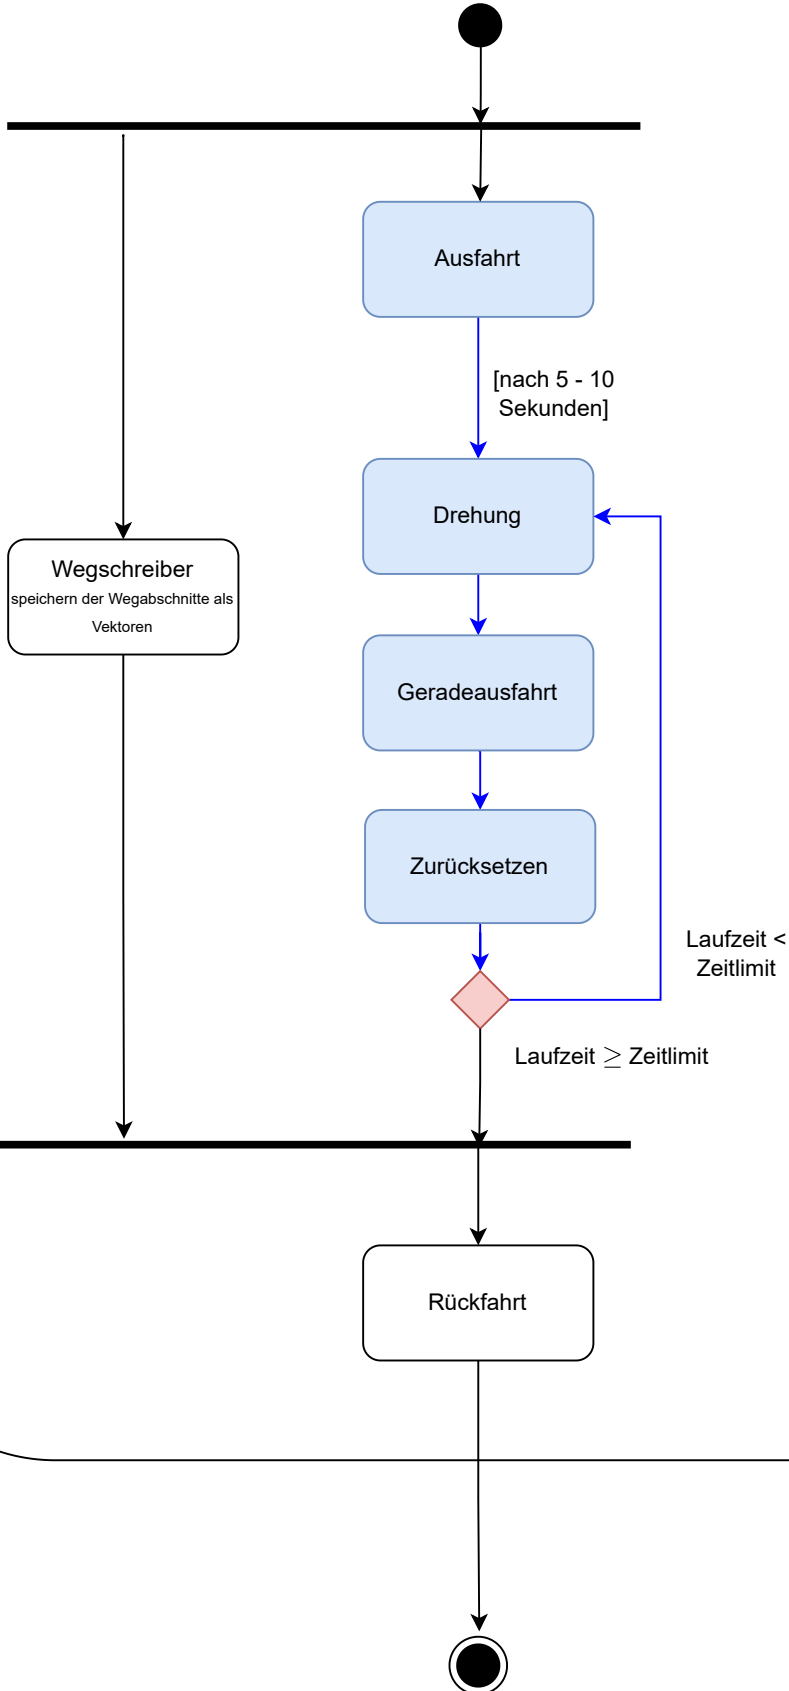 Ausfahrt
[nach 5 - 10
Sekunden]
Drehung
Wegschreiber
speichern der Wegabschnitte als
Vektoren
Geradeausfahrt
Zurücksetzen
Laufzeit <
Zeitlimit
Laufzeit ≥ Zeitlimit
Rückfahrt